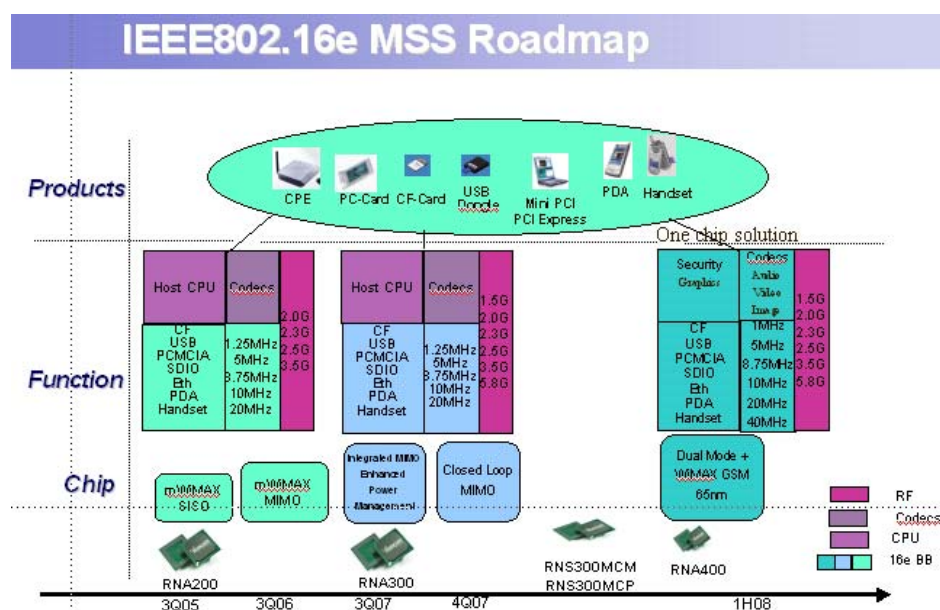 IEEE802.16e MSS Roadmap
Products
CPE
PC-Card
CF-Card
USB
Dongle
Mini PCI
PCI Express
PDA
Handset
One chip solution
Function
Host CPU
Codecs
2.0G
2.3G
2.5G
3.5G
CF
USB
PCMCIA
SDIO
Eth
PDA
Handset
1.25MHz
5MHz
8.75MHz
10MHz
20MHz
Host CPU
Codecs
1.5G
2.0G
2.3G
2.5G
3.5G
5.8G
CF
USB
PCMCIA
SDIO
Eth
PDA
Handset
1.25MHz
5MHz
8.75MHz
10MHz
20MHz
Security
Graphics
Codecs
Audio
Video
Image
1.5G
2.0G
2.3G
2.5G
3.5G
5.8G
CF
USB
PCMCIA
SDIO
Eth
PDA
Handset
1MHz
5MHz
8.75MHz
10MHz
20MHz
40MHz
Chip
mWiMAX
SISO
mWiMAX
MIMO
Integrated MIMO
Enhanced
Power
Management
Closed Loop
MIMO
Dual Mode +
WiMAX GSM
65nm
RF
Codecs
CPU
16e BB
RNA200
RNA300
RNS300MCM
RNS300MCP
RNA400
3Q05
3Q06
3Q07
4Q07
1H08